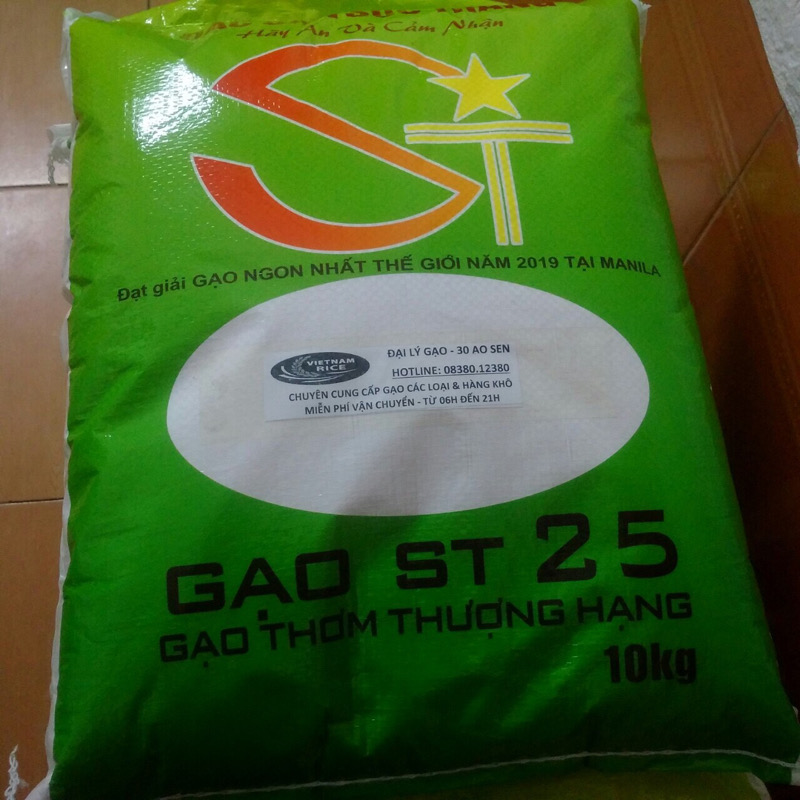 Hãy Ăn Và Cảm Nhận
ST
Đạt giải GẠO NGON NHẤT THẾ GIỚI NĂM 2019 TẠI MANILA
VIETNAM
RICE
ĐẠI LÝ GẠO - 30 AO SEN
HOTLINE: 08380.12380
CHUYÊN CUNG CẤP GẠO CÁC LOẠI & HÀNG KHÔ
MIỄN PHÍ VẬN CHUYỂN - TỪ 06H ĐẾN 21H
GẠO ST 25
GẠO THƠM THƯỢNG HẠNG
10kg